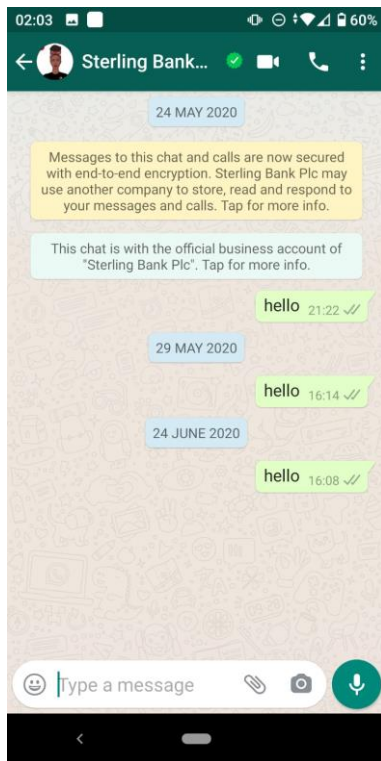 02:03 60%
Sterling Bank...
24 MAY 2020
Messages to this chat and calls are now secured
with end-to-end encryption. Sterling Bank Plc may
use another company to store, read and respond to
your messages and calls. Tap for more info.
This chat is with the official business account of
"Sterling Bank Plc". Tap for more info.
hello 21:22
29 MAY 2020
hello 16:14
24 JUNE 2020
hello 16:08
Type a message